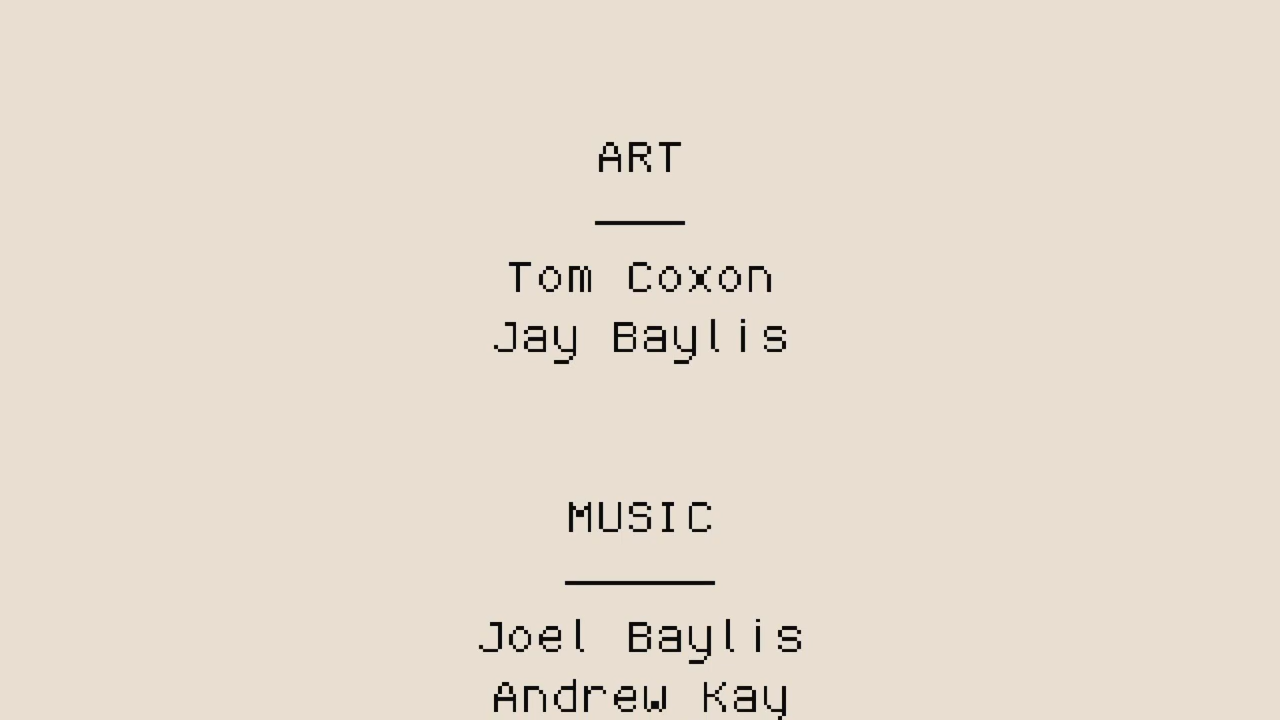 ART
Tom Coxon
Jay Baylis
MUSIC
Joel Baylis
Andrew Kay